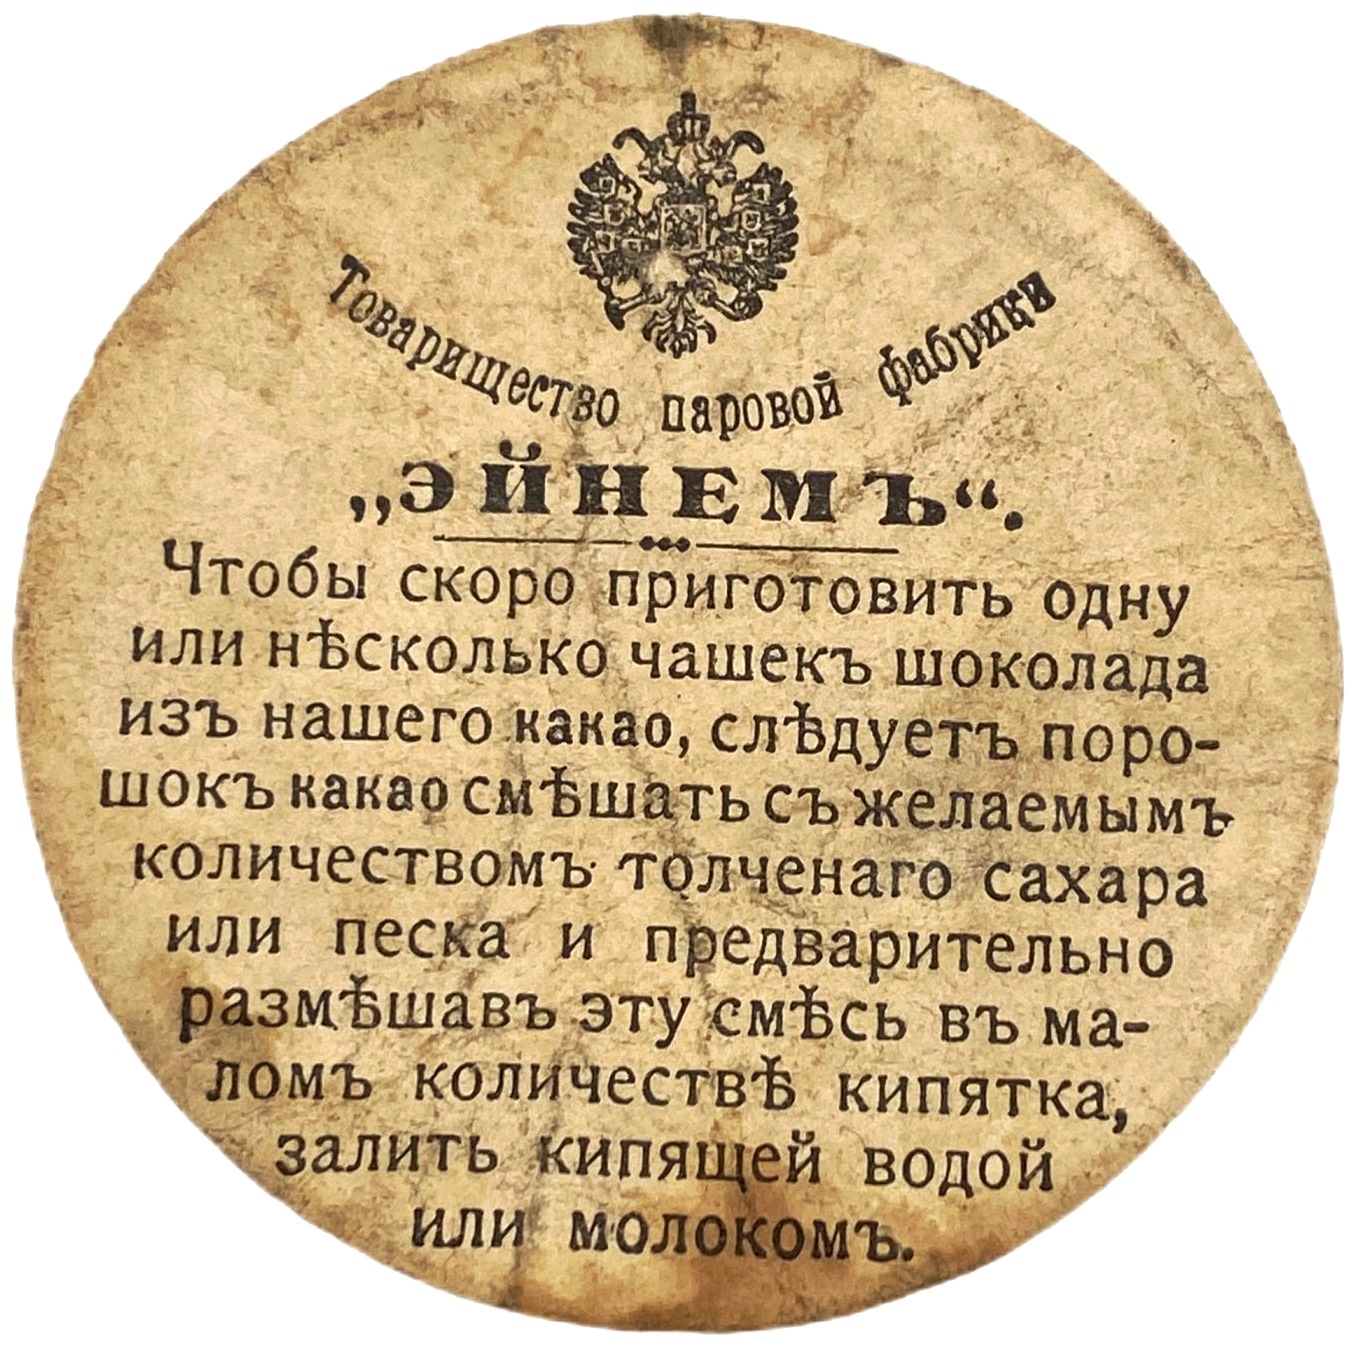 Товарищество паровой фабрики
„ЭЙНЕМЪ“.
Чтобы скоро приготовить одну
или нѣсколько чашекъ шоколада
изъ нашего какао, слѣдуетъ поро-
шокъ какао смѣшать съ желаемымъ
количествомъ толченаго сахара
или песка и предварительно
размѣшавъ эту смѣсь въ ма-
ломъ количествѣ кипятка,
залить кипящей водой
или молокомъ.